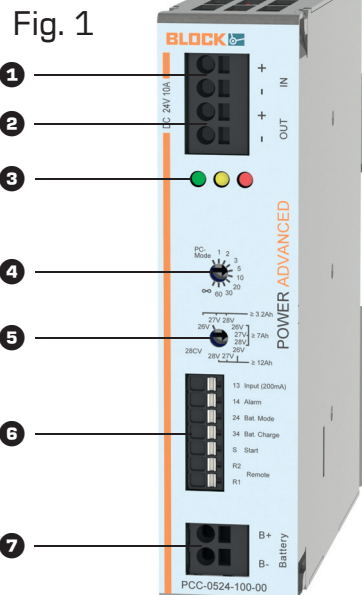 Fig. 1
BLOCK
1
2
3
4
5
6
7
DC 24V 10A
+
-
IN
+
-
OUT
PC-
Mode
1
2
3
5
10
20
30
60
∞
POWER ADVANCED
≥ 3.2Ah
27V 28V
26V
26V
27V
28V
≥ 7Ah
26V
28V 27V
≥ 12Ah
28CV
13 Input (200mA)
14 Alarm
24 Bat. Mode
34 Bat. Charge
S Start
R2
Remote
R1
B+
B-
Battery
PCC-0524-100-00